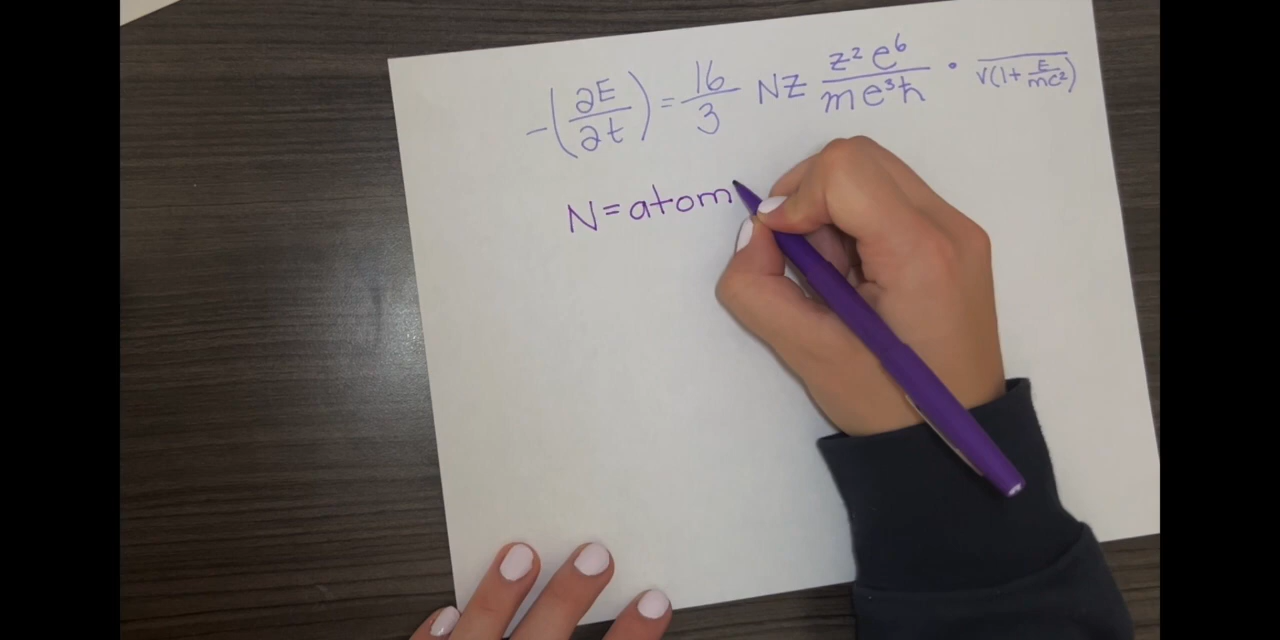 -(∂E/∂t) = 16/3 NZ z²e⁶/me³ħ · ‾/√(1+E/mc²)
N=atom